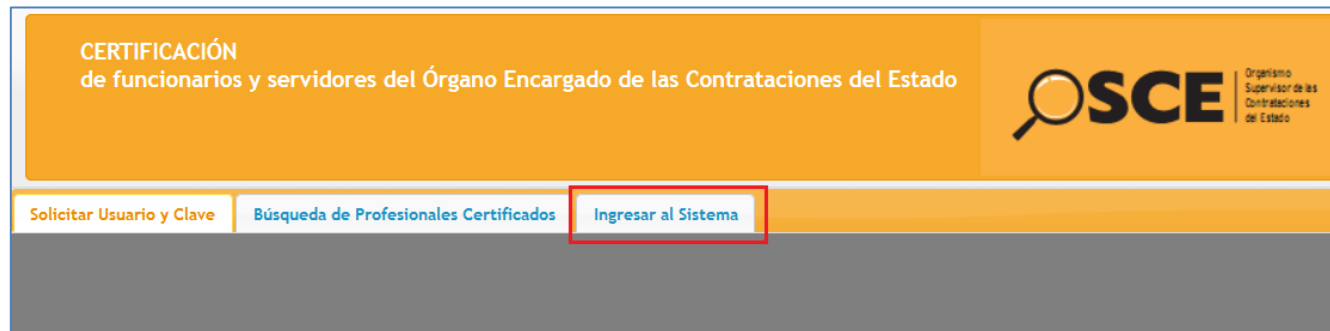 CERTIFICACIÓN
de funcionarios y servidores del Órgano Encargado de las Contrataciones del Estado
OSCE
Organismo
Supervisor de las
Contrataciones
del Estado
Solicitar Usuario y Clave
Búsqueda de Profesionales Certificados
Ingresar al Sistema